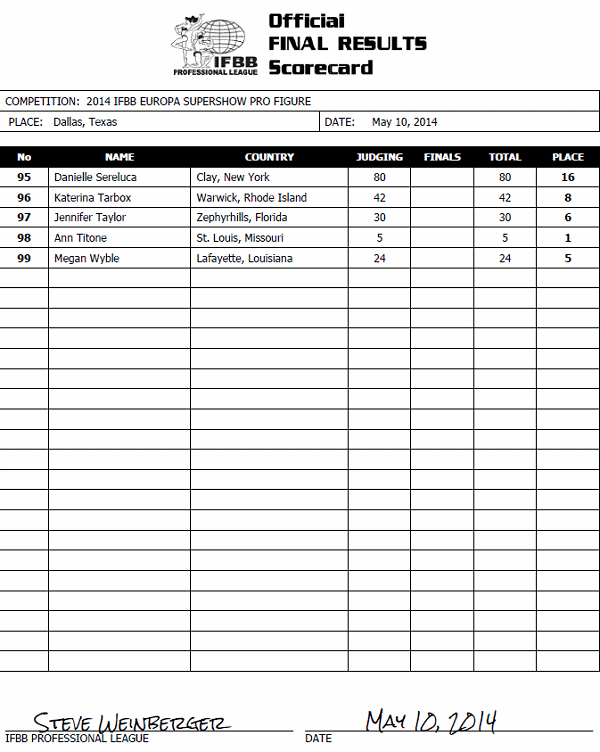 Official
FINAL RESULTS
Scorecard
IFBB
PROFESSIONAL LEAGUE
COMPETITION: 2014 IFBB EUROPA SUPERSHOW PRO FIGURE
PLACE: Dallas, Texas DATE: May 10, 2014
No NAME COUNTRY JUDGING FINALS TOTAL PLACE
95 Danielle Sereluca Clay, New York 80 80 16
96 Katerina Tarbox Warwick, Rhode Island 42 42 8
97 Jennifer Taylor Zephyrhills, Florida 30 30 6
98 Ann Titone St. Louis, Missouri 5 5 1
99 Megan Wyble Lafayette, Louisiana 24 24 5
STEVE WEINBERGER MAY 10, 2014
IFBB PROFESSIONAL LEAGUE DATE